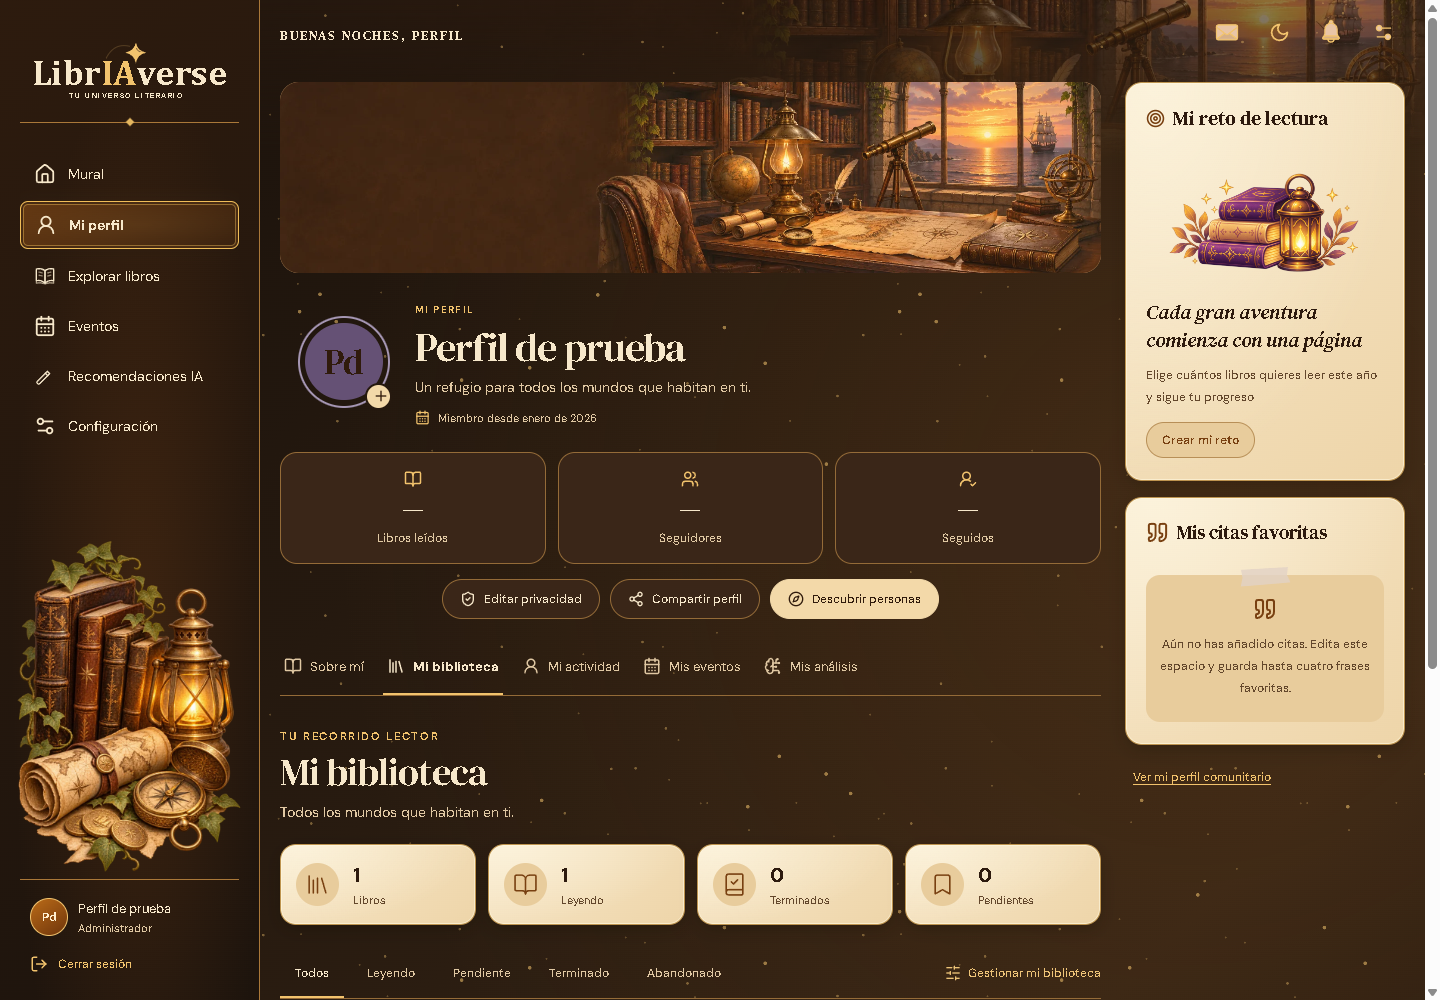 LibrIAverse
TU UNIVERSO LITERARIO
Mural
Mi perfil
Explorar libros
Eventos
Recomendaciones IA
Configuración
Pd
Perfil de prueba
Administrador
Cerrar sesión
BUENAS NOCHES, PERFIL
Pd
MI PERFIL
Perfil de prueba
Un refugio para todos los mundos que habitan en ti.
Miembro desde enero de 2026
—
Libros leídos
—
Seguidores
—
Seguidos
Editar privacidad
Compartir perfil
Descubrir personas
Sobre mí
Mi biblioteca
Mi actividad
Mis eventos
Mis análisis
TU RECORRIDO LECTOR
Mi biblioteca
Todos los mundos que habitan en ti.
1
Libros
1
Leyendo
0
Terminados
0
Pendientes
Todos
Leyendo
Pendiente
Terminado
Abandonado
Gestionar mi biblioteca
Mi reto de lectura
Cada gran aventura
comienza con una página
Elige cuántos libros quieres leer este año
y sigue tu progreso
Crear mi reto
Mis citas favoritas
Aún no has añadido citas. Edita este
espacio y guarda hasta cuatro frases
favoritas.
Ver mi perfil comunitario